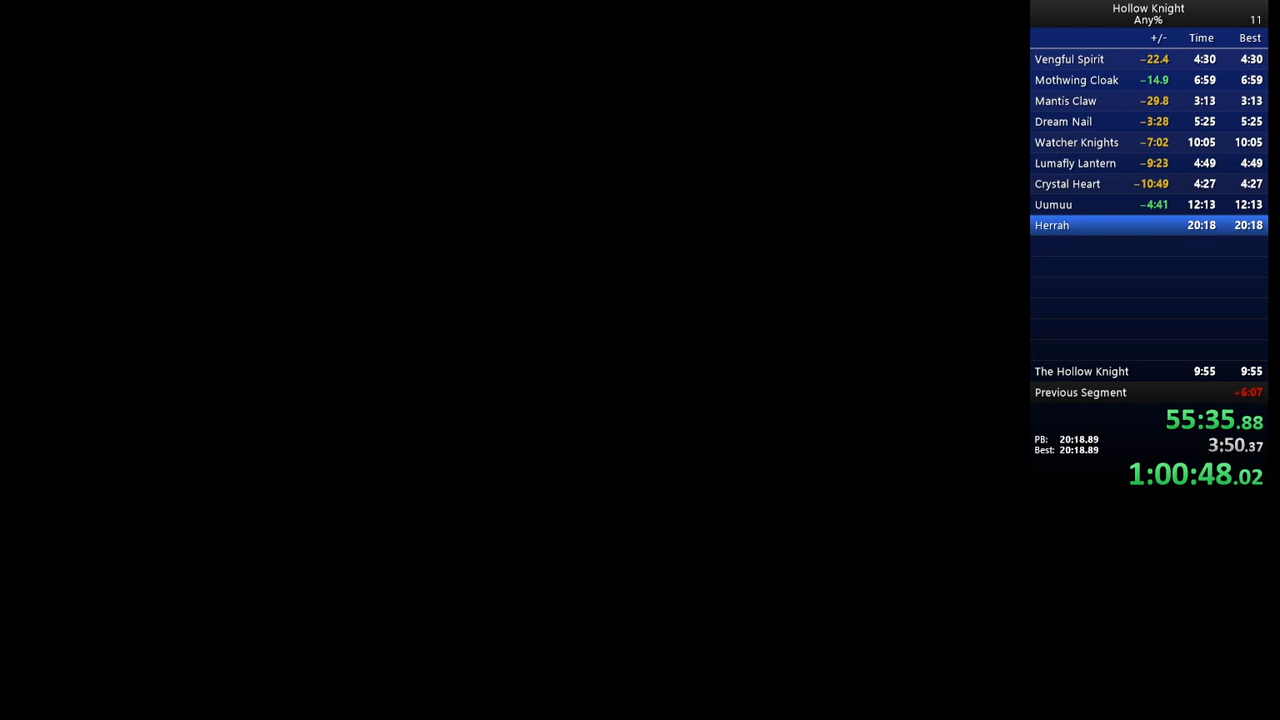 Hollow Knight
Any% 11
+/- Time Best
Vengful Spirit −22.4 4:30 4:30
Mothwing Cloak −14.9 6:59 6:59
Mantis Claw −29.8 3:13 3:13
Dream Nail −3:28 5:25 5:25
Watcher Knights −7:02 10:05 10:05
Lumafly Lantern −9:23 4:49 4:49
Crystal Heart −10:49 4:27 4:27
Uumuu −4:41 12:13 12:13
Herrah 20:18 20:18
The Hollow Knight 9:55 9:55
Previous Segment +6:07
55:35.88
PB: 20:18.89 3:50.37
Best: 20:18.89
1:00:48.02